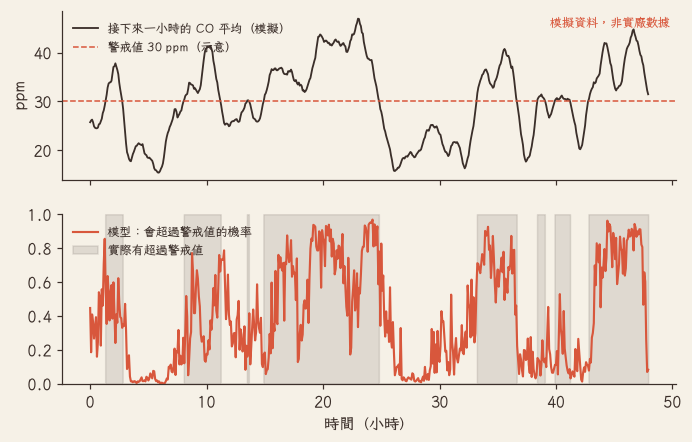 接下來一小時的 CO 平均 (模擬)
警戒值 30 ppm (示意)
模擬資料，非實廠數據
ppm
40
30
20
模型：會超過警戒值的機率
實際有超過警戒值
1.0
0.8
0.6
0.4
0.2
0.0
0
10
20
30
40
50
時間 (小時)